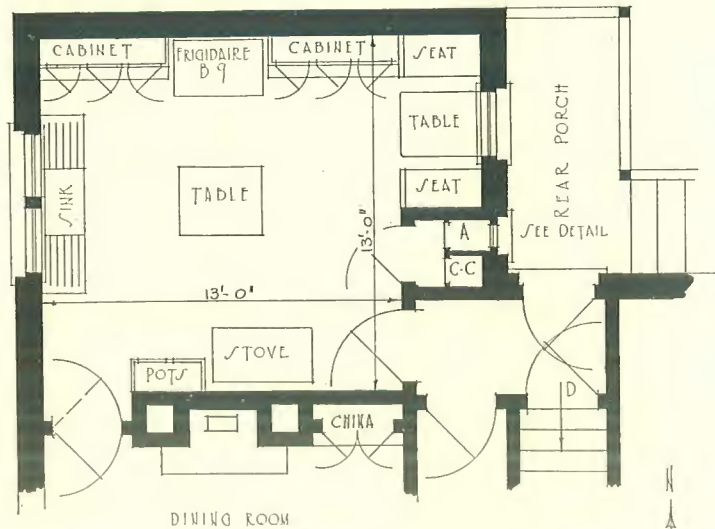 CABINET
FRIGIDAIRE
B 9
CABINET
SEAT
TABLE
SEAT
SINK
TABLE
REAR PORCH
SEE DETAIL
A
C-C
13'-0"
13'-0"
STOVE
POTS
CHINA
D
N
DINING ROOM